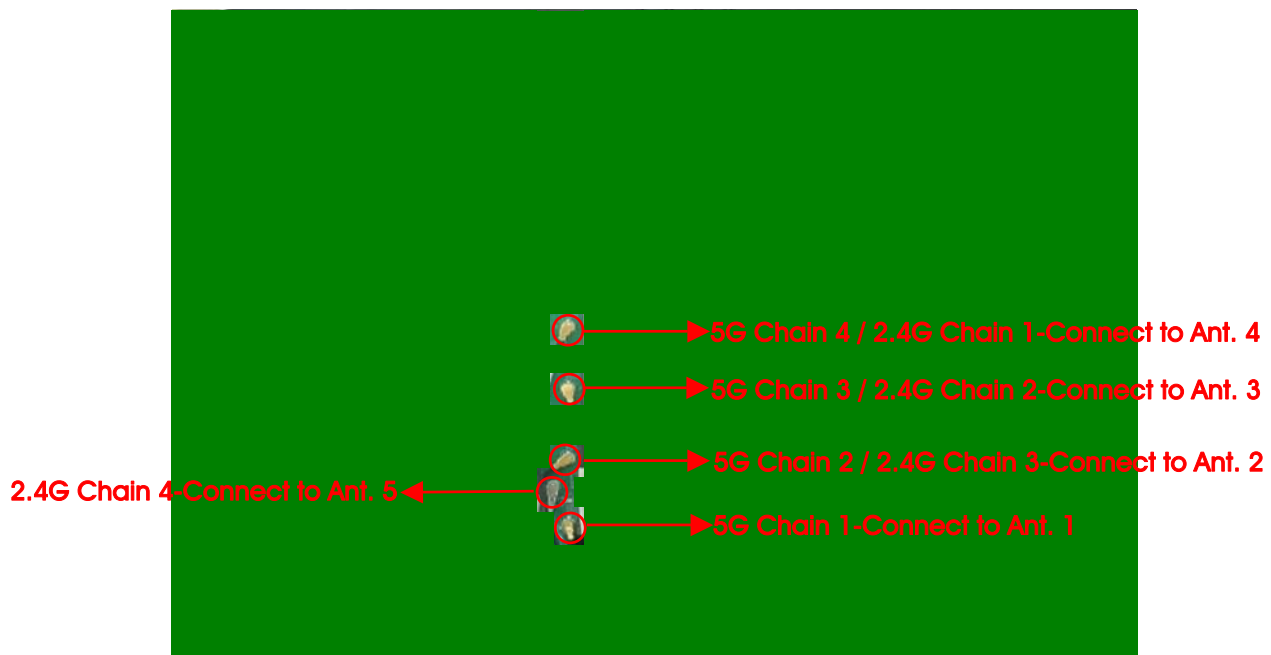 5G Chain 4 / 2.4G Chain 1-Connect to Ant. 4
5G Chain 3 / 2.4G Chain 2-Connect to Ant. 3
5G Chain 2 / 2.4G Chain 3-Connect to Ant. 2
2.4G Chain 4-Connect to Ant. 5
5G Chain 1-Connect to Ant. 1